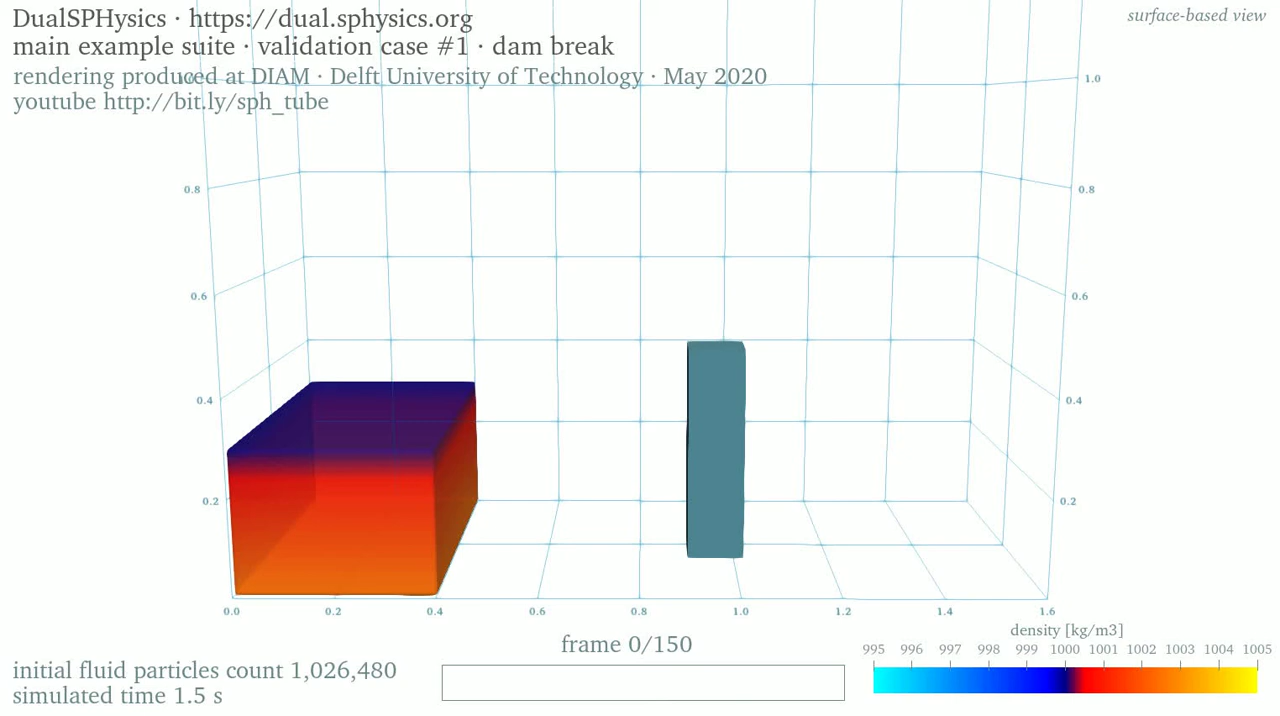 DualSPHysics · https://dual.sphysics.org
surface-based view
main example suite · validation case #1 · dam break
rendering produced at DIAM · Delft University of Technology · May 2020
1.0
youtube http://bit.ly/sph_tube
0.8 0.8
0.6 0.6
0.4 0.4
0.2 0.2
0.0 0.2 0.4 0.6 0.8 1.0 1.2 1.4 1.6
density [kg/m3]
frame 0/150
995 996 997 998 999 1000 1001 1002 1003 1004 1005
initial fluid particles count 1,026,480
simulated time 1.5 s